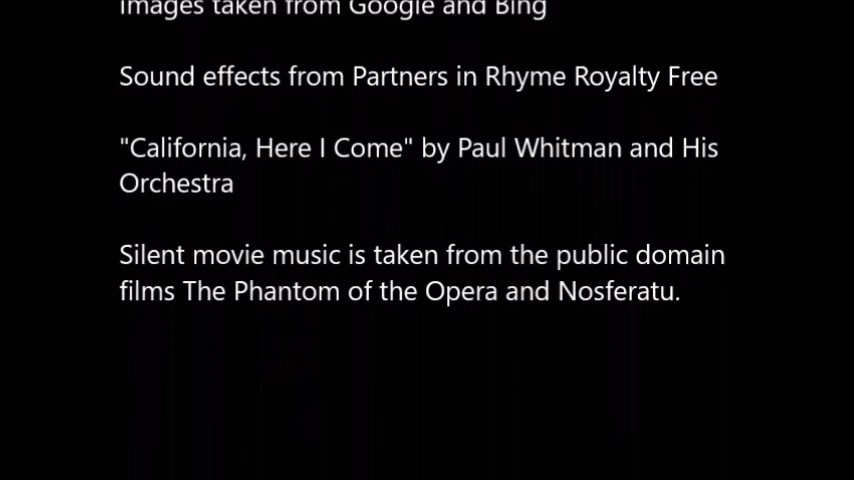 images taken from Google and Bing
Sound effects from Partners in Rhyme Royalty Free
"California, Here I Come" by Paul Whitman and His
Orchestra
Silent movie music is taken from the public domain
films The Phantom of the Opera and Nosferatu.